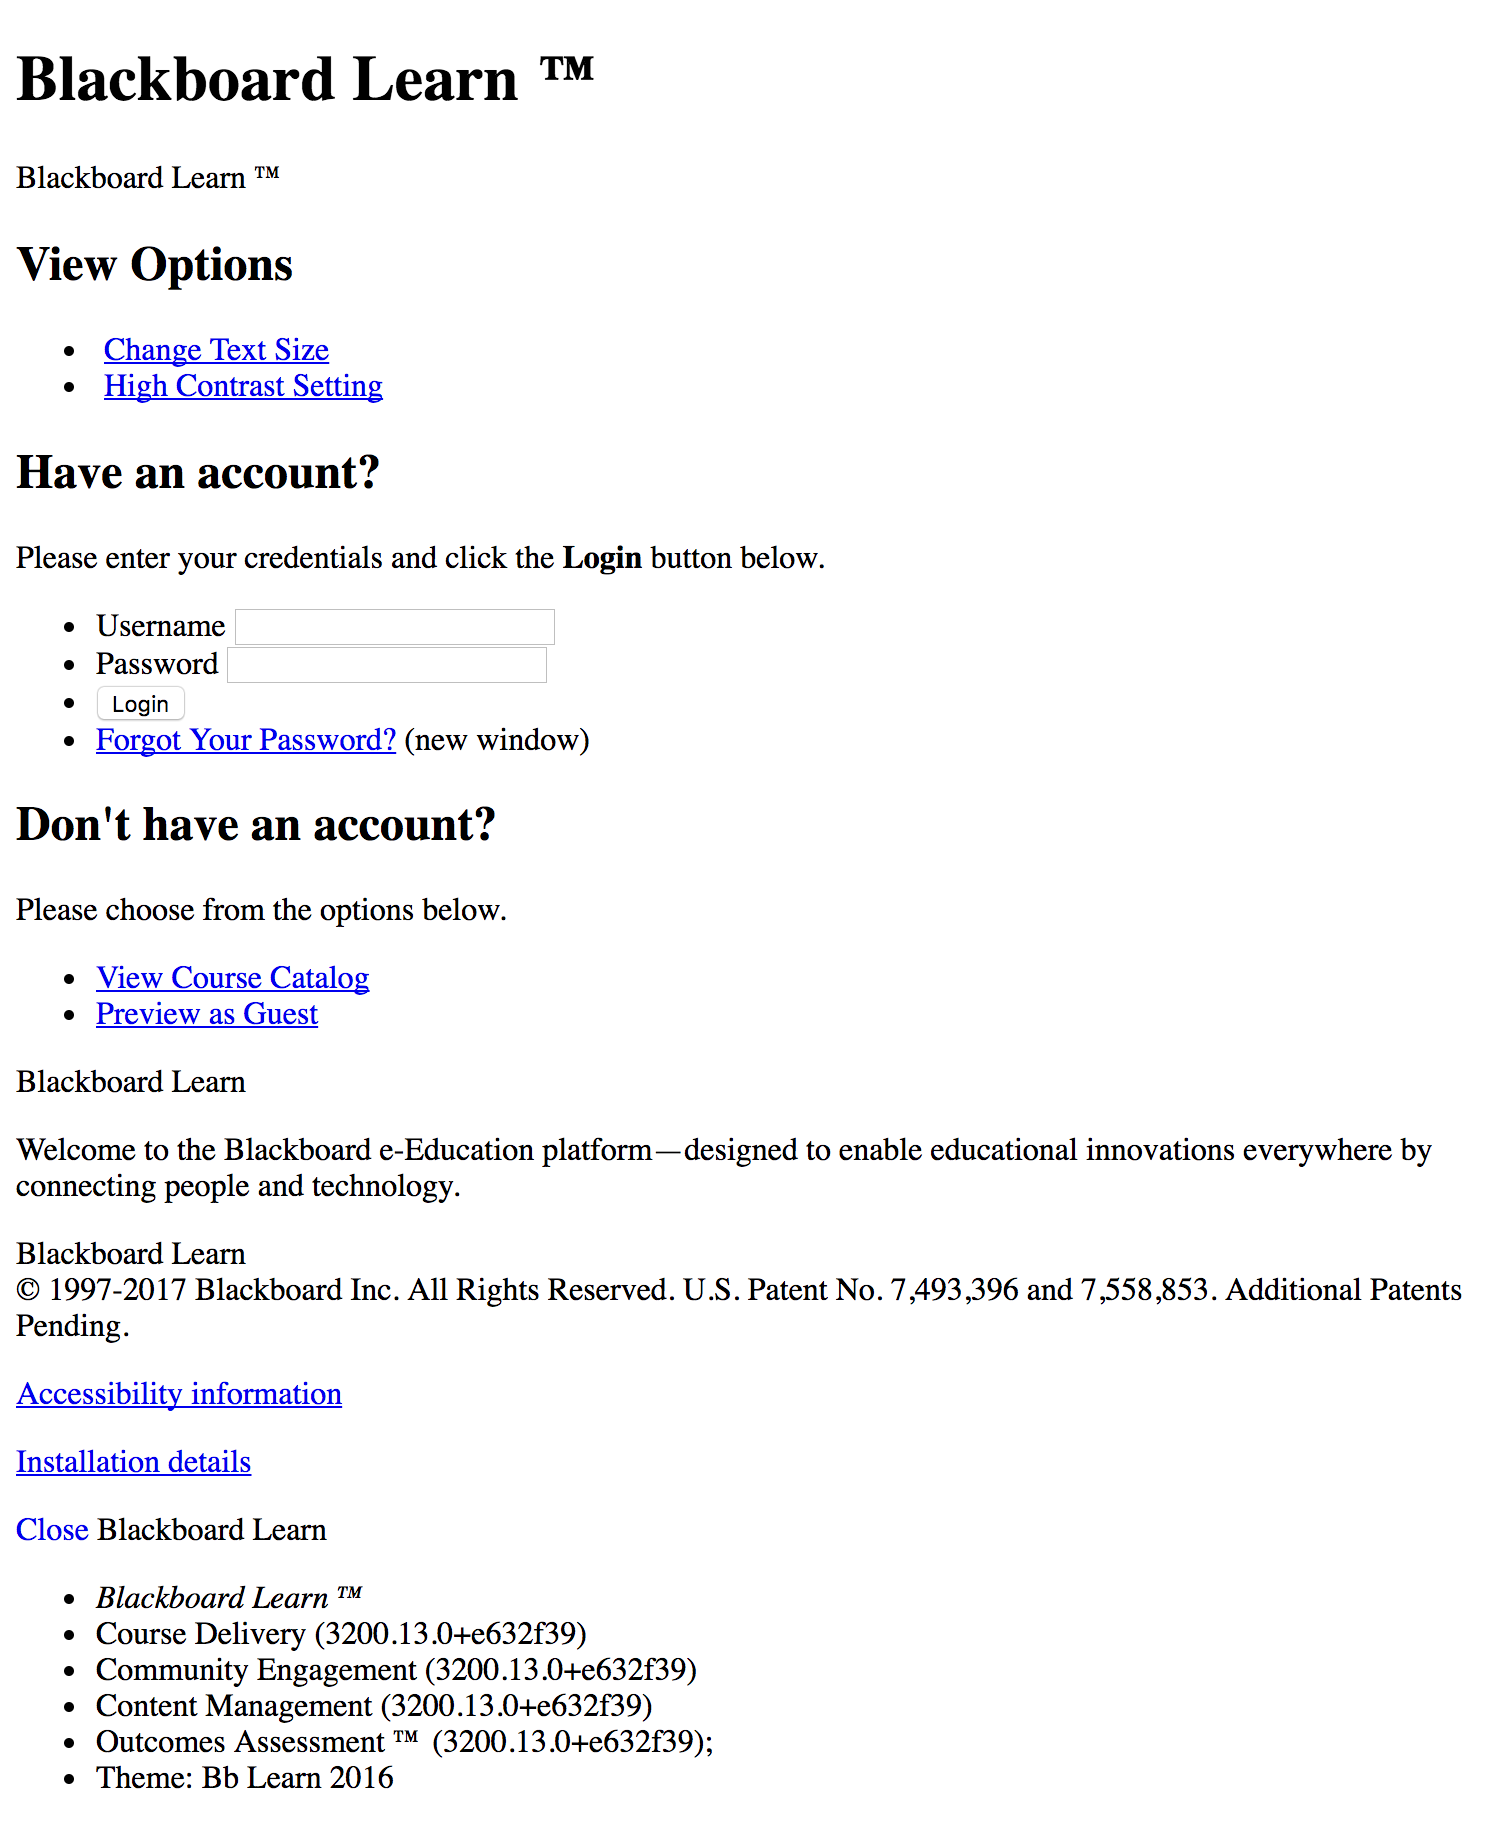 Blackboard Learn ™
Blackboard Learn ™
View Options
• Change Text Size
• High Contrast Setting
Have an account?
Please enter your credentials and click the Login button below.
• Username
• Password
• Login
• Forgot Your Password? (new window)
Don't have an account?
Please choose from the options below.
• View Course Catalog
• Preview as Guest
Blackboard Learn
Welcome to the Blackboard e-Education platform—designed to enable educational innovations everywhere by
connecting people and technology.
Blackboard Learn
© 1997-2017 Blackboard Inc. All Rights Reserved. U.S. Patent No. 7,493,396 and 7,558,853. Additional Patents
Pending.
Accessibility information
Installation details
Close Blackboard Learn
• Blackboard Learn ™
• Course Delivery (3200.13.0+e632f39)
• Community Engagement (3200.13.0+e632f39)
• Content Management (3200.13.0+e632f39)
• Outcomes Assessment ™ (3200.13.0+e632f39);
• Theme: Bb Learn 2016